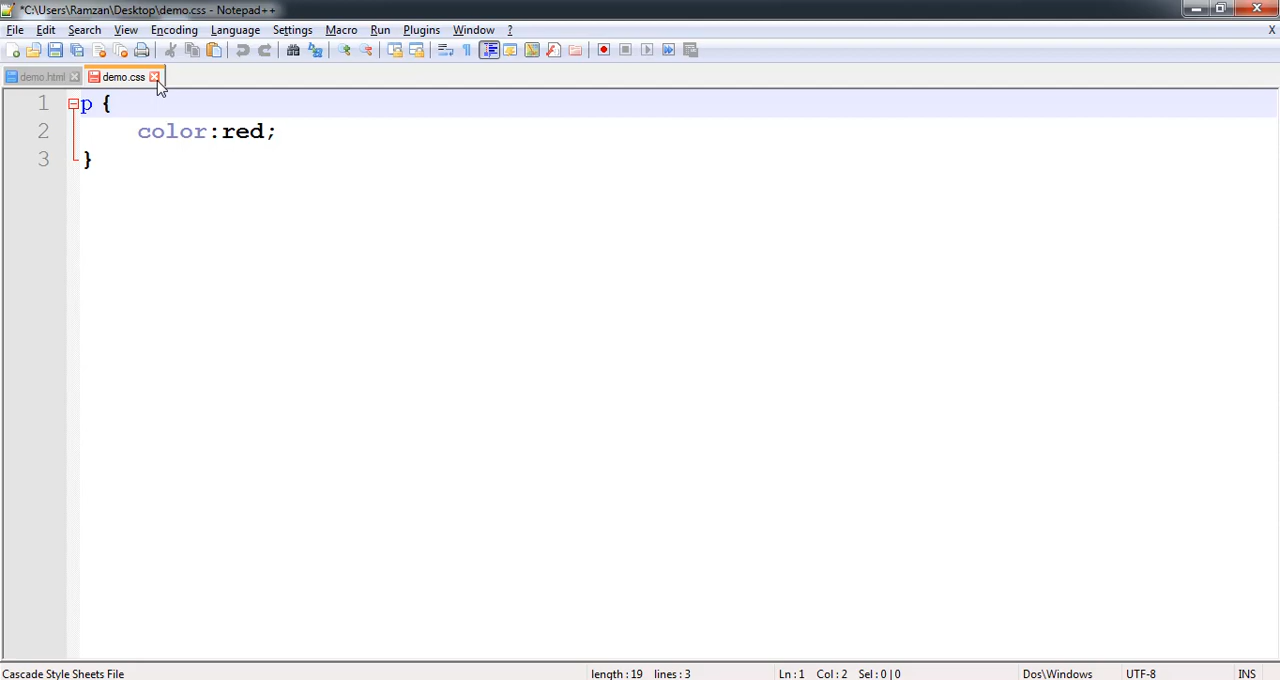 *C:\Users\Ramzan\Desktop\demo.css - Notepad++
File Edit Search View Encoding Language Settings Macro Run Plugins Window ? X
demo.html demo.css
1 p {
2 color:red;
3 }
Cascade Style Sheets File length : 19 lines : 3 Ln : 1 Col : 2 Sel : 0 | 0 Dos\Windows UTF-8 INS